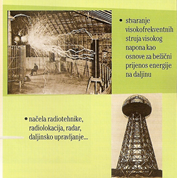 • stvaranje
visokofrekventnih
struja visokog
napona kao
osnove za bežični
prijenos energije
na daljinu
• načela radiotehnike,
radiolokacija, radar,
daljinsko upravljanje...